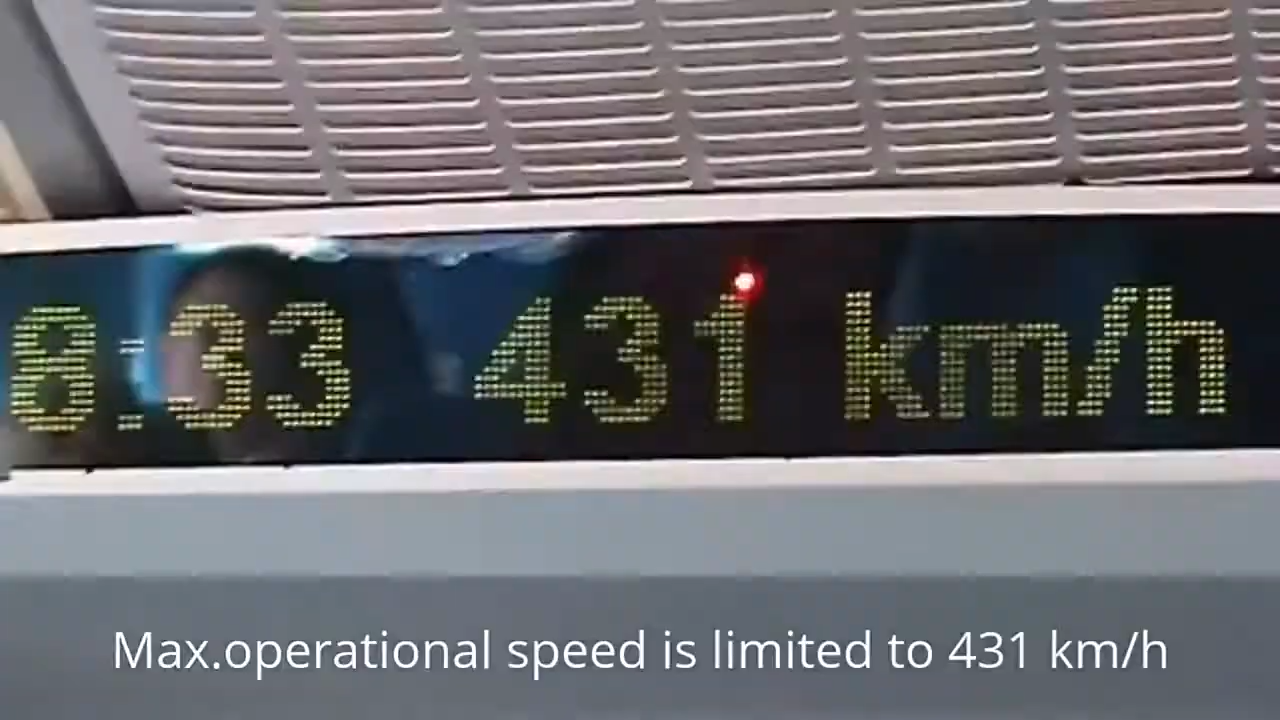 8:33 431 km/h
Max.operational speed is limited to 431 km/h